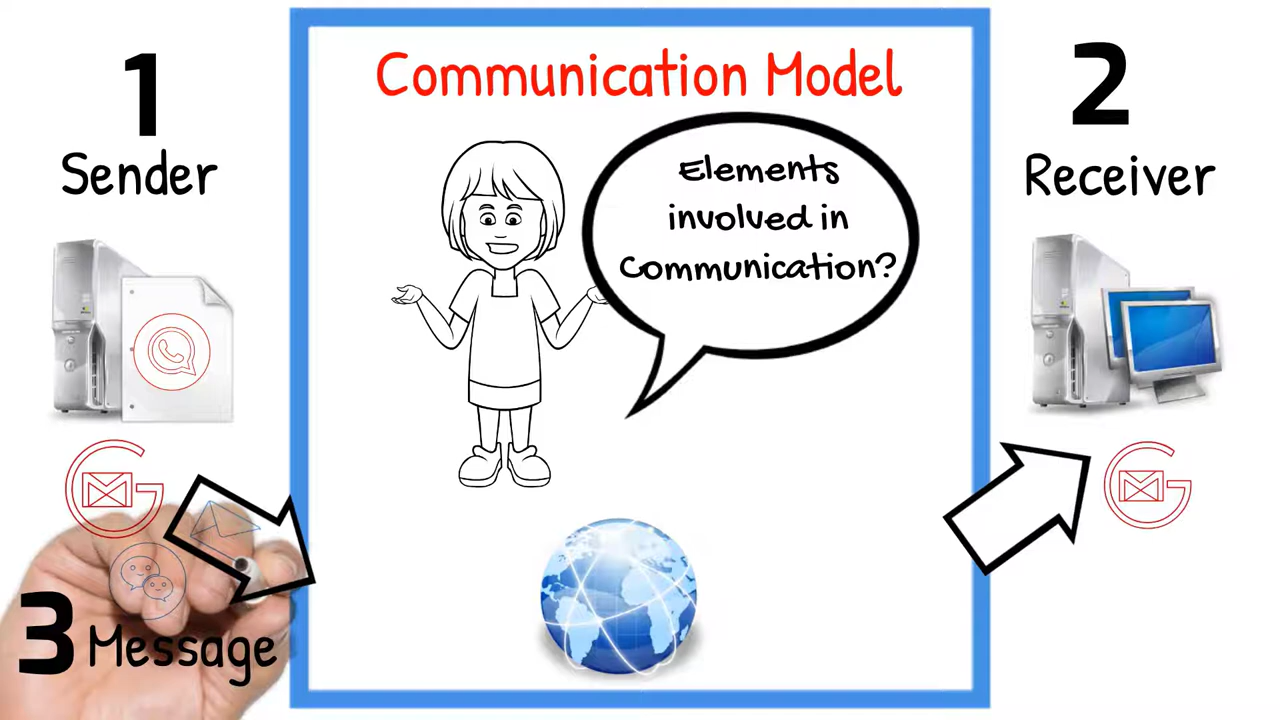 Communication Model
1
Sender
2
Receiver
Elements
involved in
Communication?
3 Message